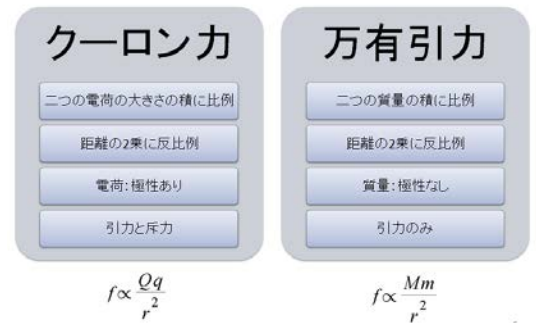 クーロン力
二つの電荷の大きさの積に比例
距離の2乗に反比例
電荷：極性あり
引力と斥力
f∝Qq/r²
万有引力
二つの質量の積に比例
距離の2乗に反比例
質量：極性なし
引力のみ
f∝Mm/r²